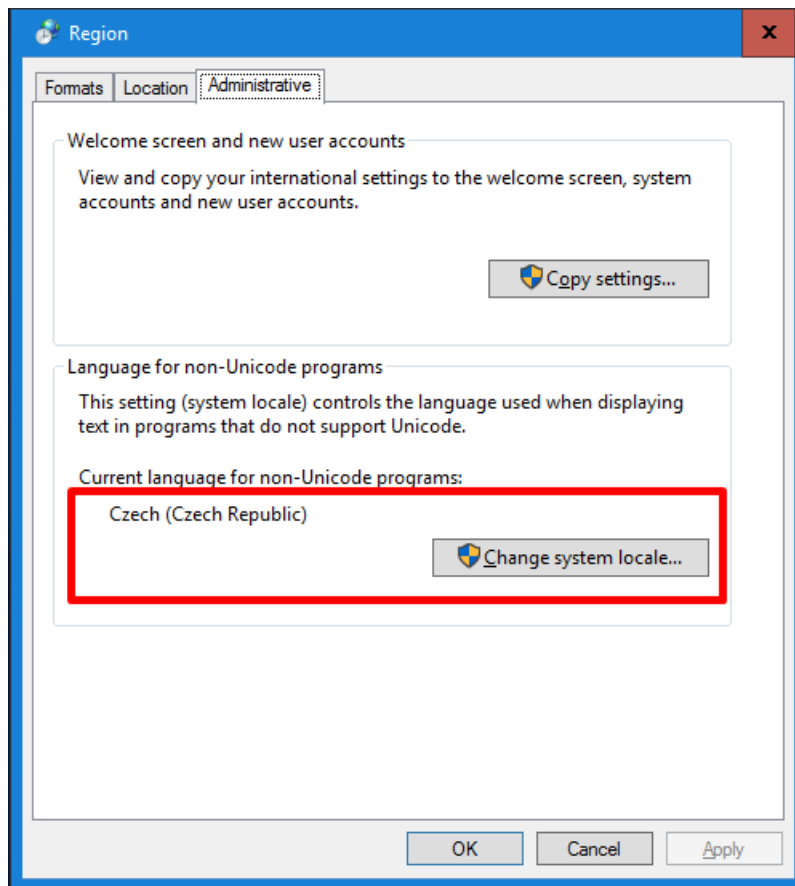 Region
x
Formats Location Administrative
Welcome screen and new user accounts
View and copy your international settings to the welcome screen, system
accounts and new user accounts.
Copy settings...
Language for non-Unicode programs
This setting (system locale) controls the language used when displaying
text in programs that do not support Unicode.
Current language for non-Unicode programs:
Czech (Czech Republic)
Change system locale...
OK Cancel Apply